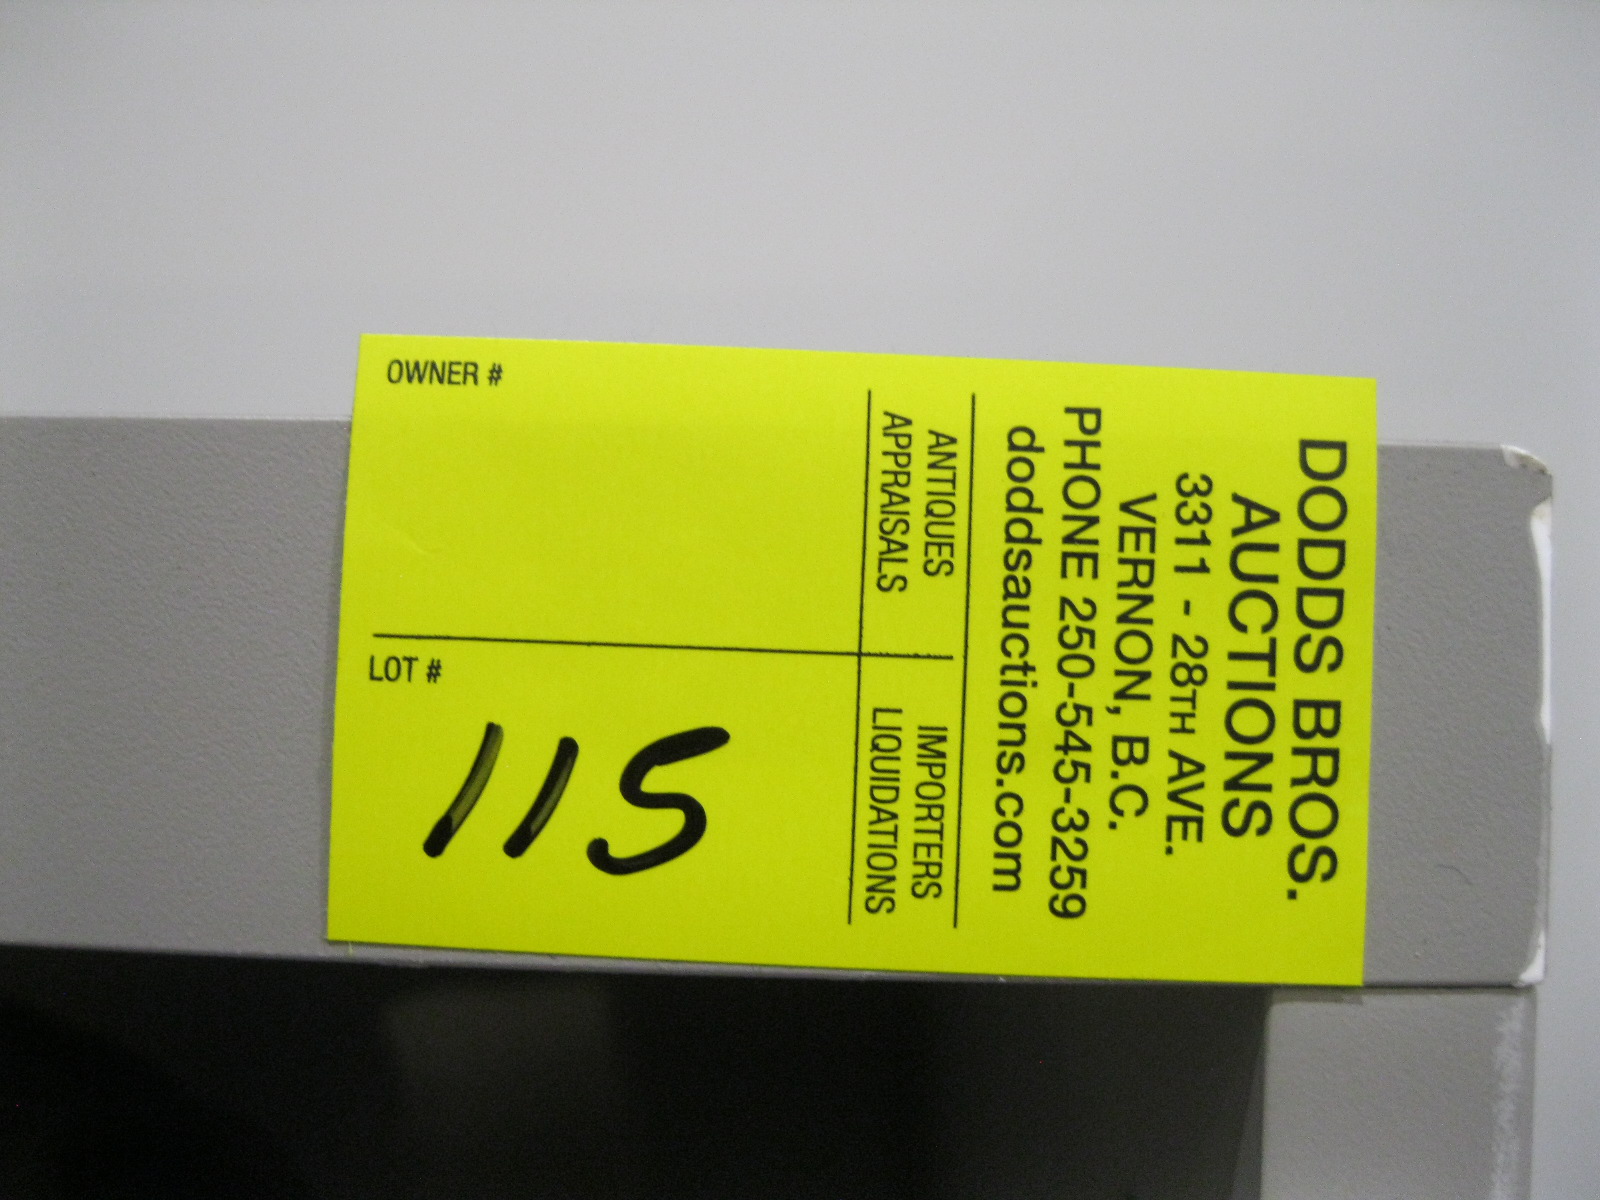 DODDS BROS.
AUCTIONS
3311 - 28TH AVE.
VERNON, B.C.
PHONE 250-545-3259
doddsauctions.com
ANTIQUES
APPRAISALS
IMPORTERS
LIQUIDATIONS
OWNER #
LOT #
115